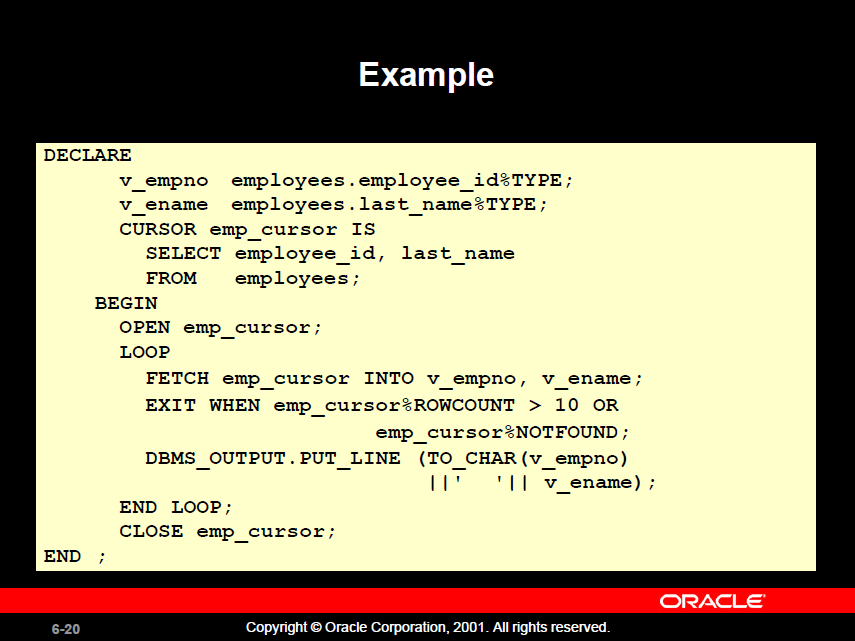 Example
DECLARE
v_empno employees.employee_id%TYPE;
v_ename employees.last_name%TYPE;
CURSOR emp_cursor IS
SELECT employee_id, last_name
FROM employees;
BEGIN
OPEN emp_cursor;
LOOP
FETCH emp_cursor INTO v_empno, v_ename;
EXIT WHEN emp_cursor%ROWCOUNT > 10 OR
emp_cursor%NOTFOUND;
DBMS_OUTPUT.PUT_LINE (TO_CHAR(v_empno)
||' '|| v_ename);
END LOOP;
CLOSE emp_cursor;
END ;
ORACLE
6-20 Copyright © Oracle Corporation, 2001. All rights reserved.